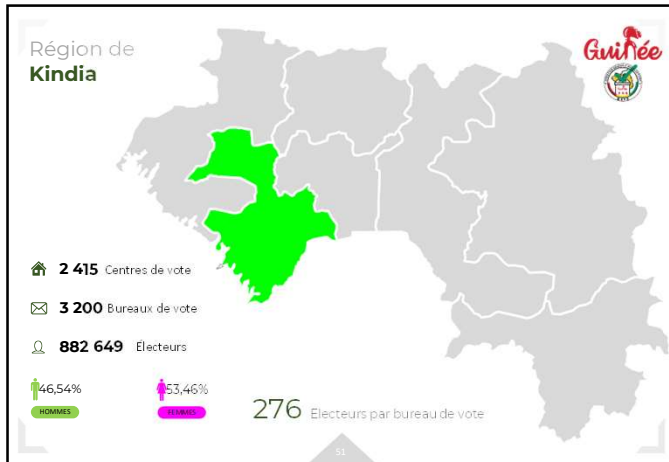 Région de
Kindia
Guinée
2 415 Centres de vote
3 200 Bureaux de vote
882 649 Électeurs
46,54%
HOMMES
53,46%
FEMMES
276 Electeurs par bureau de vote
51